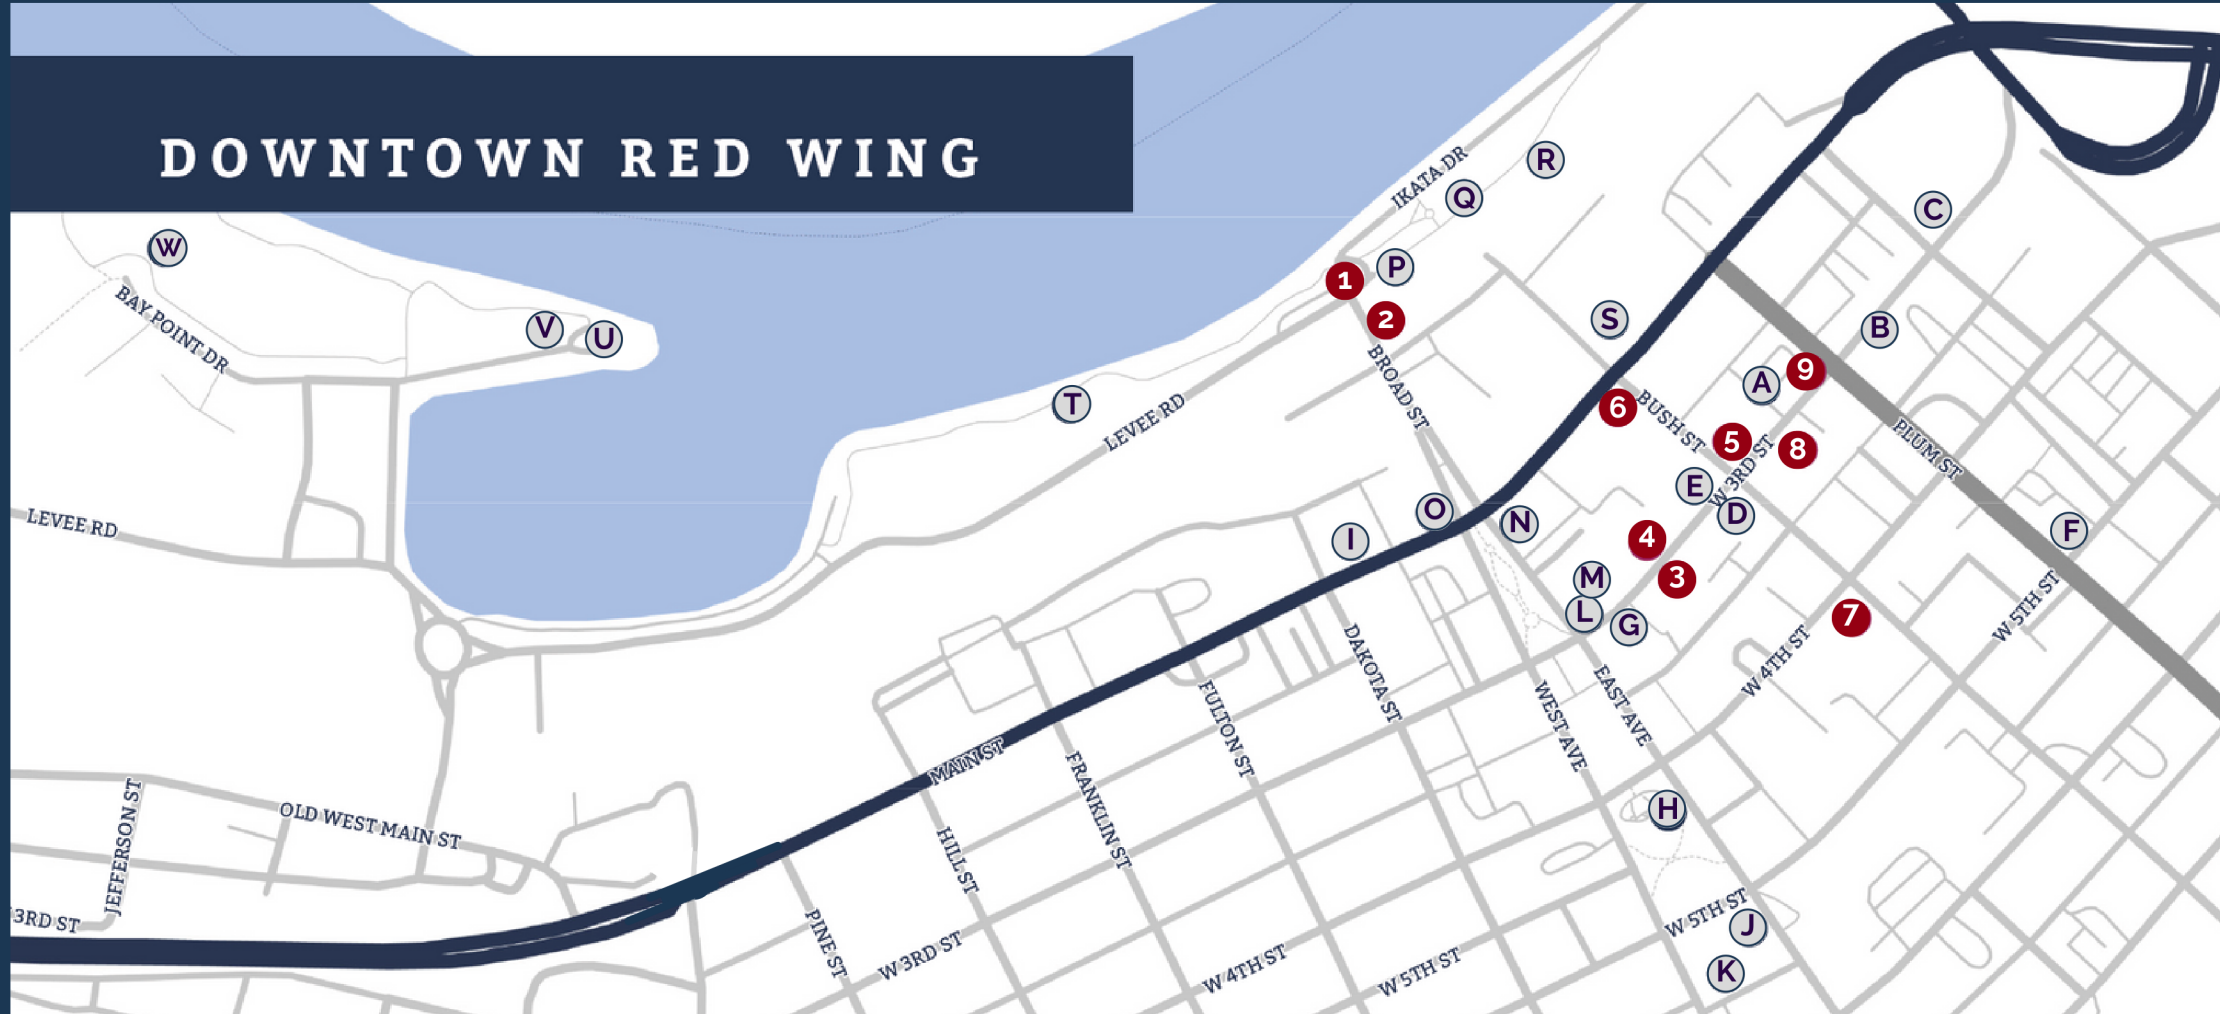 DOWNTOWN RED WING
IKATA DR
R
Q
C
W
P
1
BAY POINT DR
V
U
2
S
B
BROAD ST
9
A
T
LEVEE RD
6
BUSH ST
5
8
PLUM ST
W 3RD ST
E
D
O
N
I
LEVEE RD
4
F
M
3
L
G
7
W 5TH ST
W 4TH ST
DAKOTA ST
EAST AVE
WEST AVE
FULTON ST
MAIN ST
FRANKLIN ST
H
JEFFERSON ST
OLD WEST MAIN ST
HILL ST
3RD ST
PINE ST
W 3RD ST
W 4TH ST
W 5TH ST
W 5TH ST
J
K